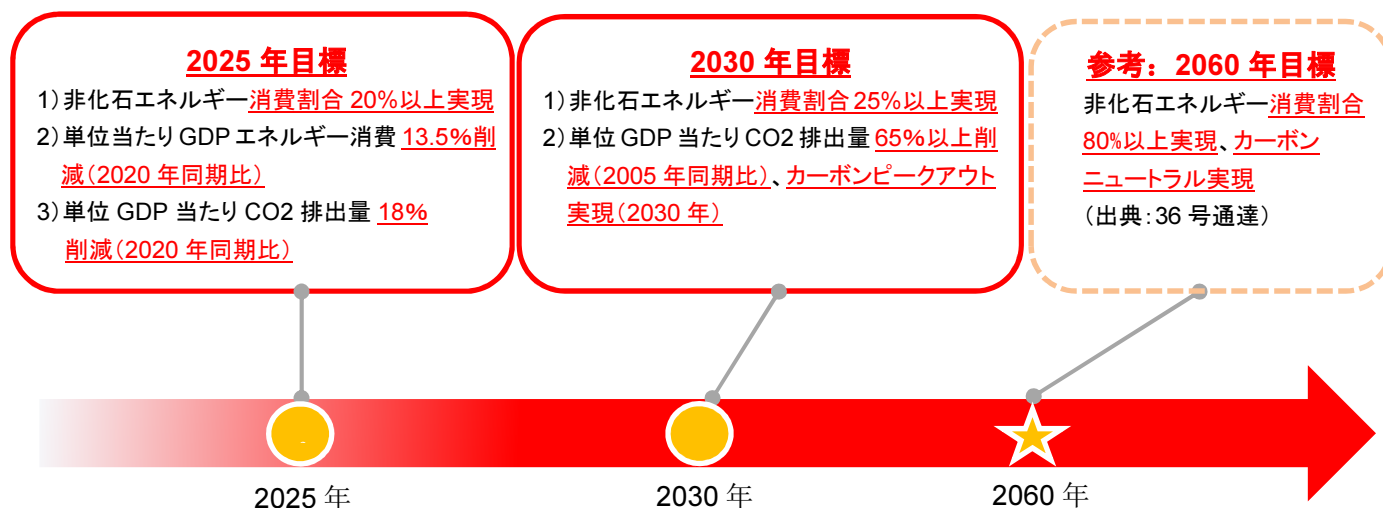 2025 年目標
1)非化石エネルギー消費割合 20%以上実現
2)単位当たり GDP エネルギー消費 13.5%削
減(2020 年同期比)
3)単位 GDP 当たり CO2 排出量 18%
削減(2020 年同期比)
2030 年目標
1)非化石エネルギー消費割合 25%以上実現
2)単位 GDP 当たり CO2 排出量 65%以上削
減(2005 年同期比)、カーボンピークアウト
実現(2030 年)
参考：2060 年目標
非化石エネルギー消費割合
80%以上実現、カーボン
ニュートラル実現
(出典：36 号通達)
2025 年
2030 年
2060 年